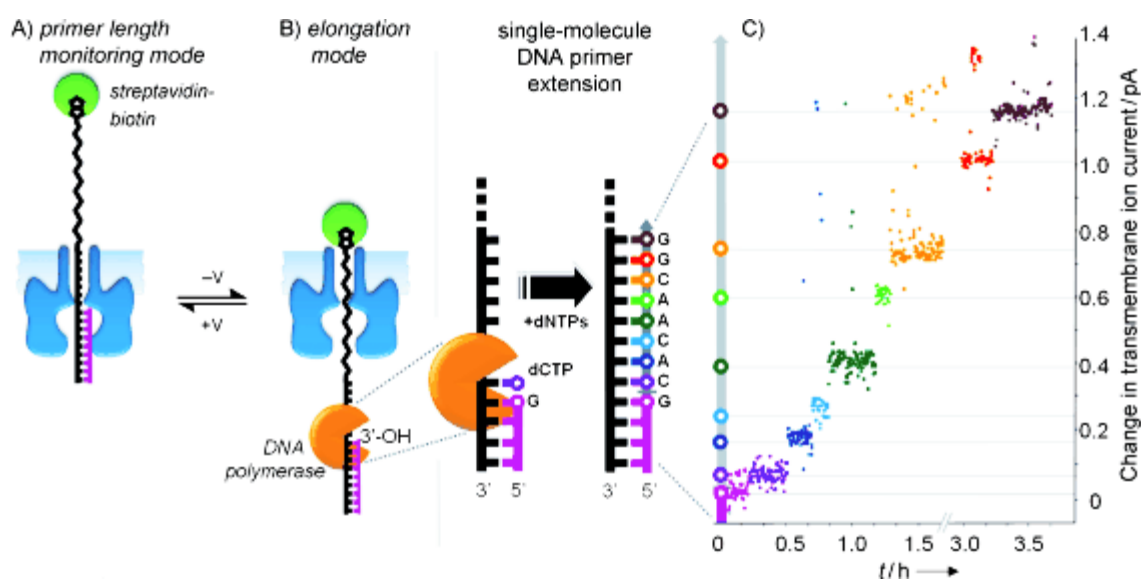 A) primer length
monitoring mode
streptavidin-
biotin
–V
+V
B) elongation
mode
DNA
polymerase
3'-OH
single-molecule
DNA primer
extension
+dNTPs
dCTP
G
3' 5'
G
G
C
A
A
C
A
C
G
3' 5'
C)
1.4
1.2
1.0
0.8
0.6
0.4
0.2
0
Change in transmembrane ion current/pA
0 0.5 1.0 1.5 3.0 3.5
t/h